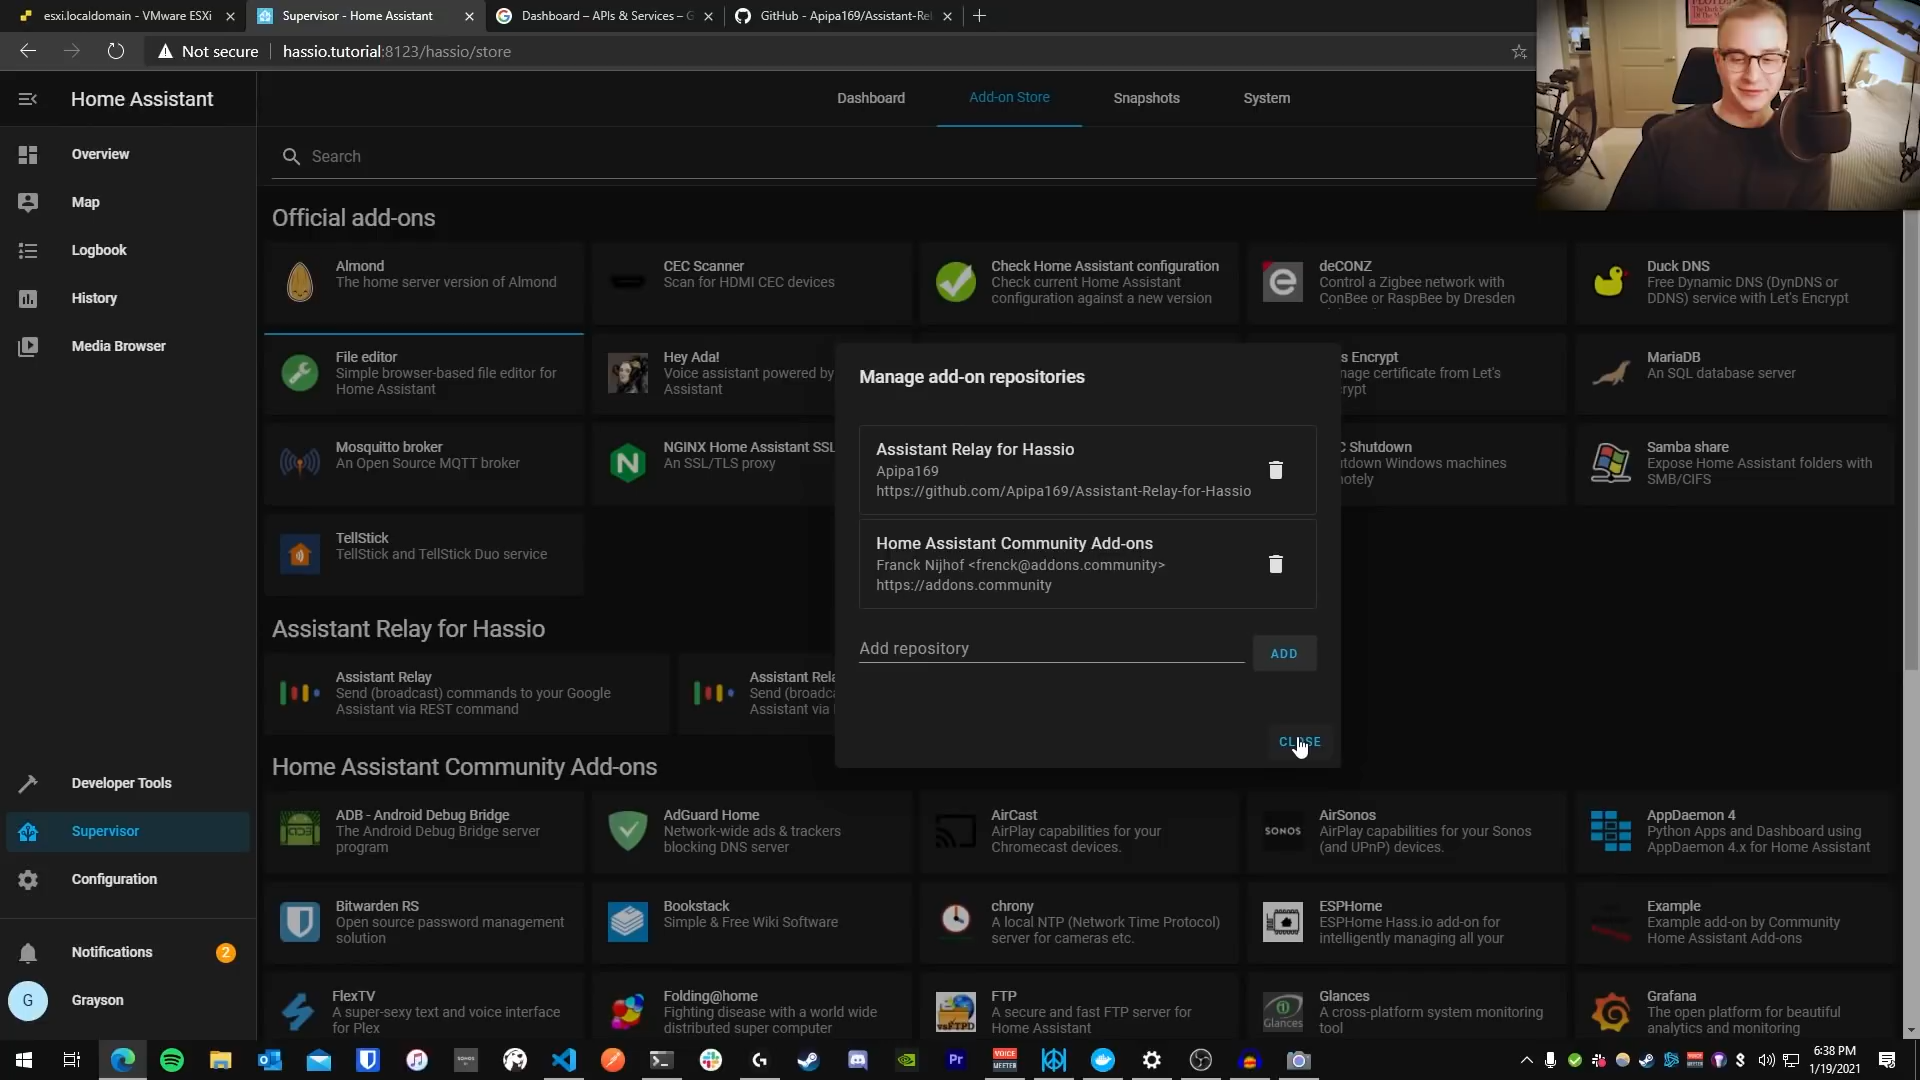 esxi.localdomain - VMware ESXi
Supervisor - Home Assistant
Dashboard – APIs & Services – G
GitHub - Apipa169/Assistant-Rel
Not secure
hassio.tutorial:8123/hassio/store
Home Assistant
Dashboard
Add-on Store
Snapshots
System
Overview
Map
Logbook
History
Media Browser
Developer Tools
Supervisor
Configuration
Notifications
2
G
Grayson
Search
Official add-ons
Almond
The home server version of Almond
CEC Scanner
Scan for HDMI CEC devices
Check Home Assistant configuration
Check current Home Assistant
configuration against a new version
deCONZ
Control a Zigbee network with
ConBee or RaspBee by Dresden
Duck DNS
Free Dynamic DNS (DynDNS or
DDNS) service with Let's Encrypt
File editor
Simple browser-based file editor for
Home Assistant
Hey Ada!
Voice assistant powered by
Assistant
s Encrypt
nage certificate from Let's
rypt
MariaDB
An SQL database server
Mosquitto broker
An Open Source MQTT broker
NGINX Home Assistant SSL
An SSL/TLS proxy
C Shutdown
utdown Windows machines
notely
Samba share
Expose Home Assistant folders with
SMB/CIFS
TellStick
TellStick and TellStick Duo service
Manage add-on repositories
Assistant Relay for Hassio
Apipa169
https://github.com/Apipa169/Assistant-Relay-for-Hassio
Home Assistant Community Add-ons
Franck Nijhof <frenck@addons.community>
https://addons.community
Add repository
ADD
CLOSE
Assistant Relay for Hassio
Assistant Relay
Send (broadcast) commands to your Google
Assistant via REST command
Assistant Rela
Send (broadca
Assistant via
Home Assistant Community Add-ons
ADB - Android Debug Bridge
The Android Debug Bridge server
program
AdGuard Home
Network-wide ads & trackers
blocking DNS server
AirCast
AirPlay capabilities for your
Chromecast devices.
SONOS
AirSonos
AirPlay capabilities for your Sonos
(and UPnP) devices.
AppDaemon 4
Python Apps and Dashboard using
AppDaemon 4.x for Home Assistant
Bitwarden RS
Open source password management
solution
Bookstack
Simple & Free Wiki Software
chrony
A local NTP (Network Time Protocol)
server for cameras etc.
ESPHome
ESPHome Hass.io add-on for
intelligently managing all your
Example
Example add-on by Community
Home Assistant Add-ons
FlexTV
A super-sexy text and voice interface
for Plex
Folding@home
Fighting disease with a world wide
distributed super computer
vsFTPD
FTP
A secure and fast FTP server for
Home Assistant
Glances
Glances
A cross-platform system monitoring
tool
Grafana
The open platform for beautiful
analytics and monitoring
SONOS
Pr
VOICE
MEETER
6:38 PM
1/19/2021